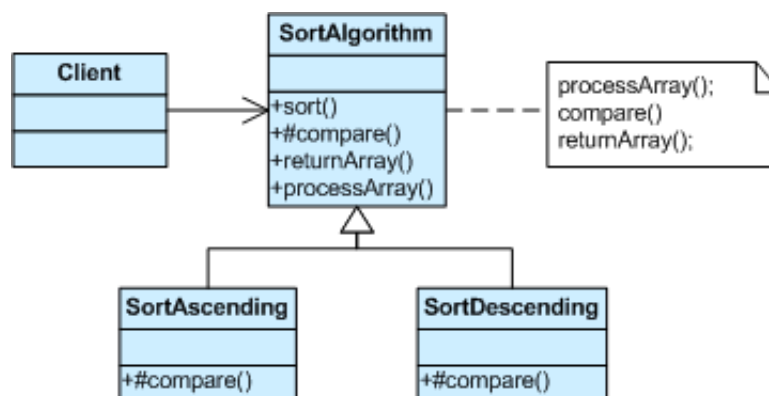 Client
SortAlgorithm
+sort()
+#compare()
+returnArray()
+processArray()
processArray();
compare()
returnArray();
SortAscending
+#compare()
SortDescending
+#compare()